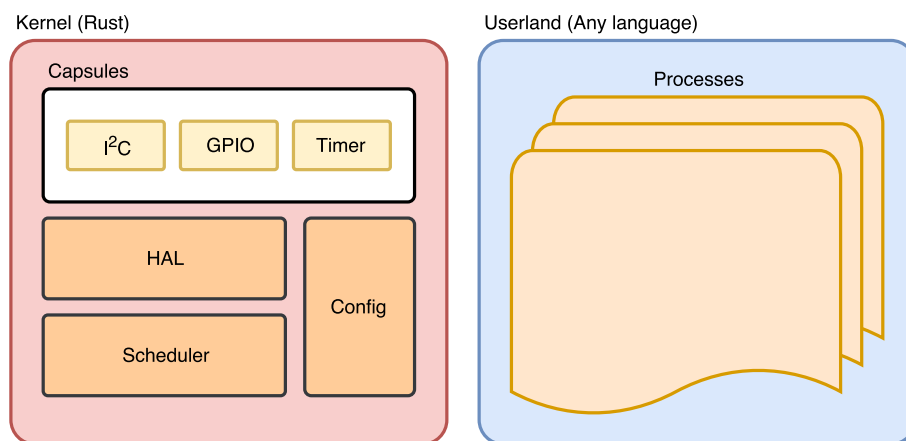 Kernel (Rust)
Userland (Any language)
Capsules
Processes
I²C
GPIO
Timer
HAL
Config
Scheduler